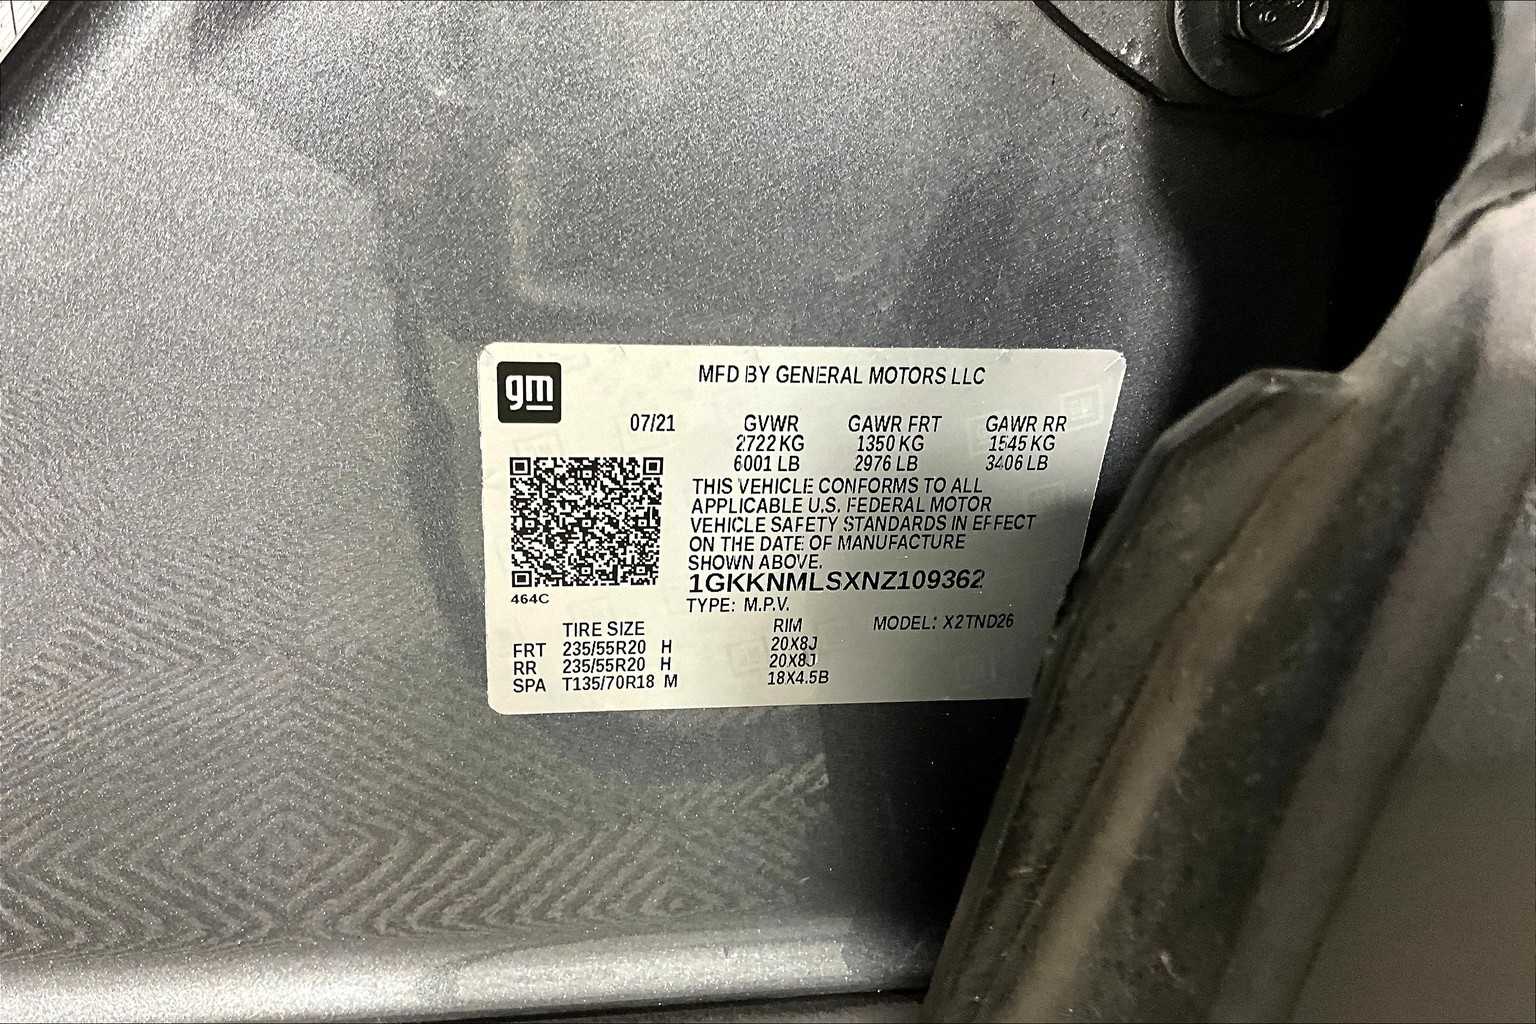 gm
MFD BY GENERAL MOTORS LLC
07/21 GVWR GAWR FRT GAWR RR
2722 KG 1350 KG 1545 KG
6001 LB 2976 LB 3406 LB
THIS VEHICLE CONFORMS TO ALL
APPLICABLE U.S. FEDERAL MOTOR
VEHICLE SAFETY STANDARDS IN EFFECT
ON THE DATE OF MANUFACTURE
SHOWN ABOVE.
1GKKNMLSXNZ109362
464C
TYPE: M.P.V.
TIRE SIZE RIM MODEL: X2TND26
FRT 235/55R20 H 20X8J
RR 235/55R20 H 20X8J
SPA T135/70R18 M 18X4.5B